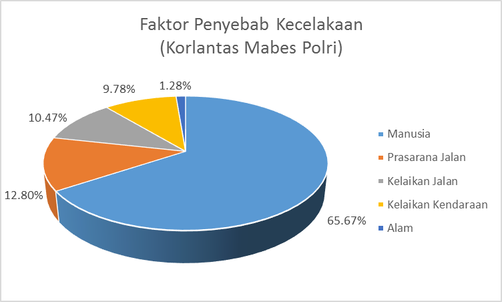 Faktor Penyebab Kecelakaan
(Korlantas Mabes Polri)
1.28%
9.78%
10.47%
12.80%
65.67%
Manusia
Prasarana Jalan
Kelaikan Jalan
Kelaikan Kendaraan
Alam